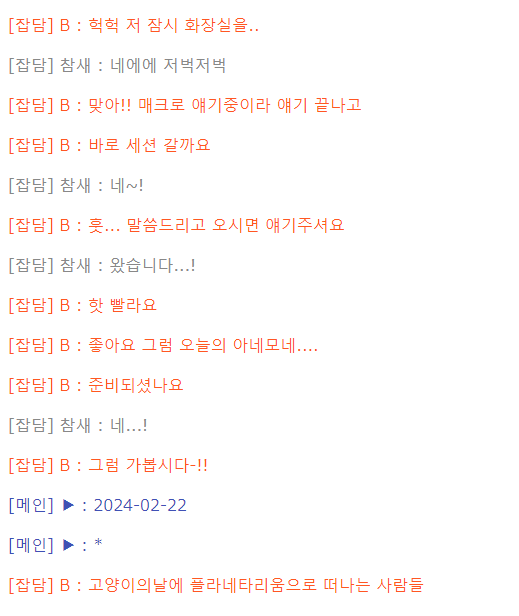 [잡담] B : 헉헉 저 잠시 화장실을..
[잡담] 참새 : 네에에 저벅저벅
[잡담] B : 맞아!! 매크로 얘기중이라 얘기 끝나고
[잡담] B : 바로 세션 갈까요
[잡담] 참새 : 네~!
[잡담] B : 흣... 말씀드리고 오시면 얘기주셔요
[잡담] 참새 : 왔습니다...!
[잡담] B : 핫 빨라요
[잡담] B : 좋아요 그럼 오늘의 아네모네....
[잡담] B : 준비되셨나요
[잡담] 참새 : 네...!
[잡담] B : 그럼 가봅시다-!!
[메인] ▶ : 2024-02-22
[메인] ▶ : *
[잡담] B : 고양이의날에 플라네타리움으로 떠나는 사람들